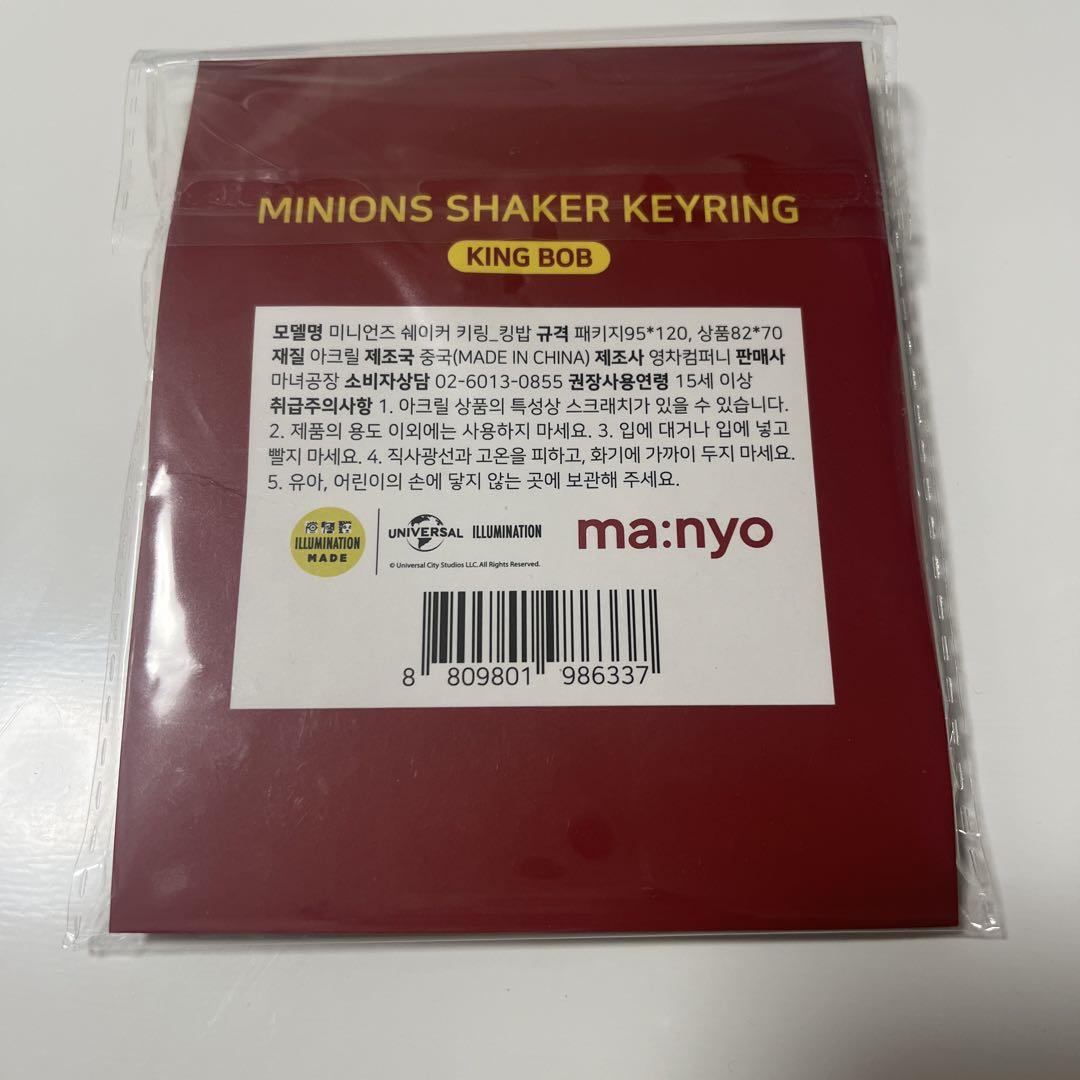 MINIONS SHAKER KEYRING
KING BOB
모델명 미니언즈 쉐이커 키링_킹밥 규격 패키지95*120, 상품82*70
재질 아크릴 제조국 중국(MADE IN CHINA) 제조사 영차컴퍼니 판매사
마녀공장 소비자상담 02-6013-0855 권장사용연령 15세 이상
취급주의사항 1. 아크릴 상품의 특성상 스크래치가 있을 수 있습니다.
2. 제품의 용도 이외에는 사용하지 마세요. 3. 입에 대거나 입에 넣고
빨지 마세요. 4. 직사광선과 고온을 피하고, 화기에 가까이 두지 마세요.
5. 유아, 어린이의 손에 닿지 않는 곳에 보관해 주세요.
ILLUMINATION
MADE
UNIVERSAL ILLUMINATION
© Universal City Studios LLC. All Rights Reserved.
ma:nyo
8 809801 986337